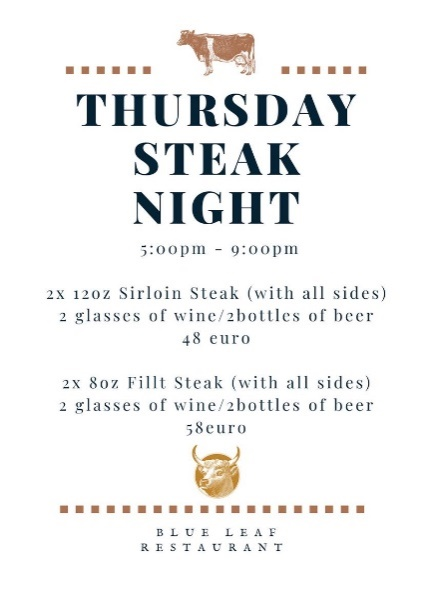 THURSDAY
STEAK
NIGHT
5:00pm - 9:00pm
2x 12oz Sirloin Steak (with all sides)
2 glasses of wine/2bottles of beer
48 euro
2x 8oz Fillt Steak (with all sides)
2 glasses of wine/2bottles of beer
58euro
BLUE LEAF
RESTAURANT